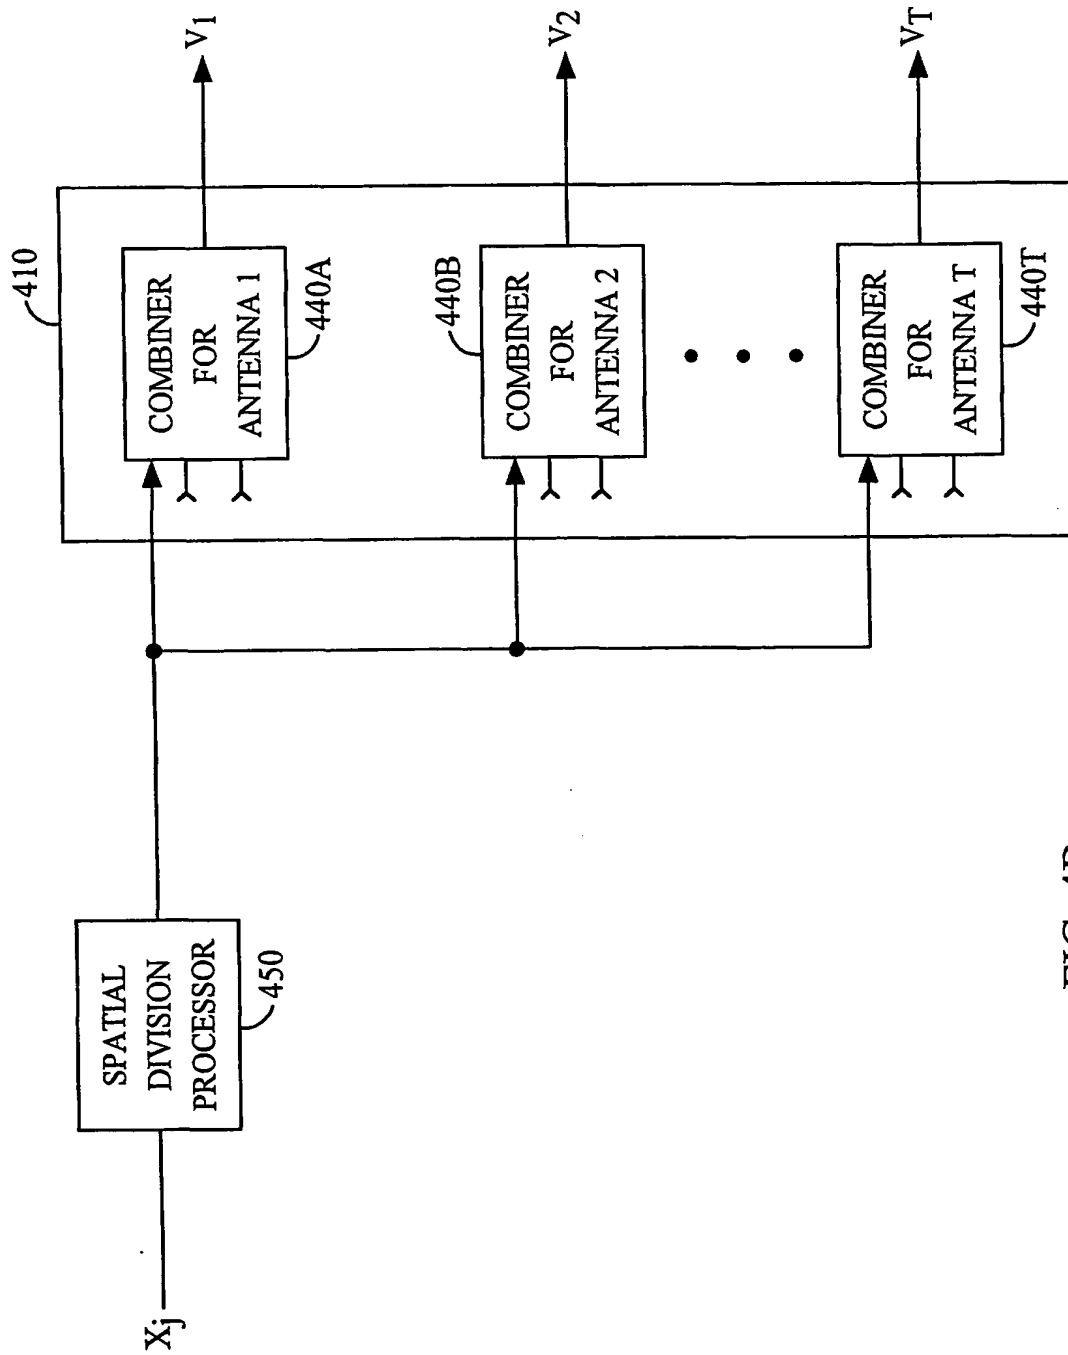 X_j
SPATIAL
DIVISION
PROCESSOR
450
410
COMBINER
FOR
ANTENNA 1
440A
V_1
COMBINER
FOR
ANTENNA 2
440B
V_2
COMBINER
FOR
ANTENNA T
440T
V_T
FIG.